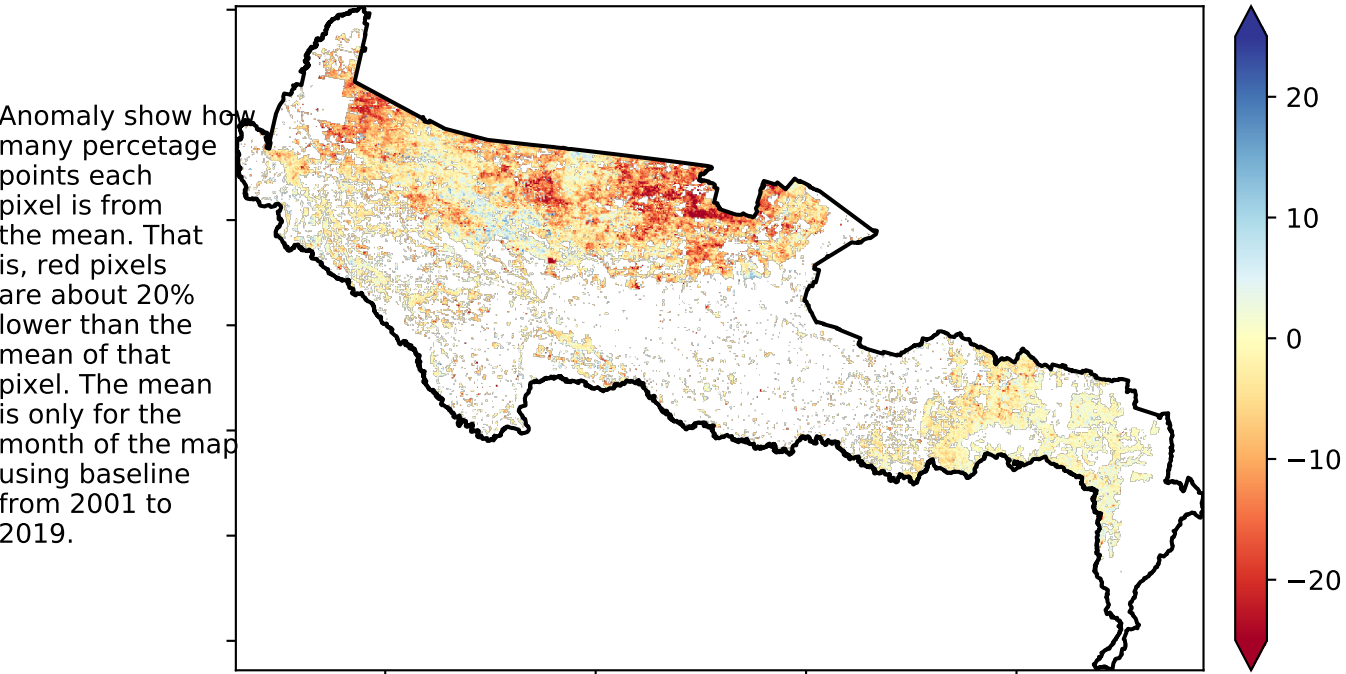 Anomaly show how
many percetage
points each
pixel is from
the mean. That
is, red pixels
are about 20%
lower than the
mean of that
pixel. The mean
is only for the
month of the map
using baseline
from 2001 to
2019.
20
10
0
−10
−20